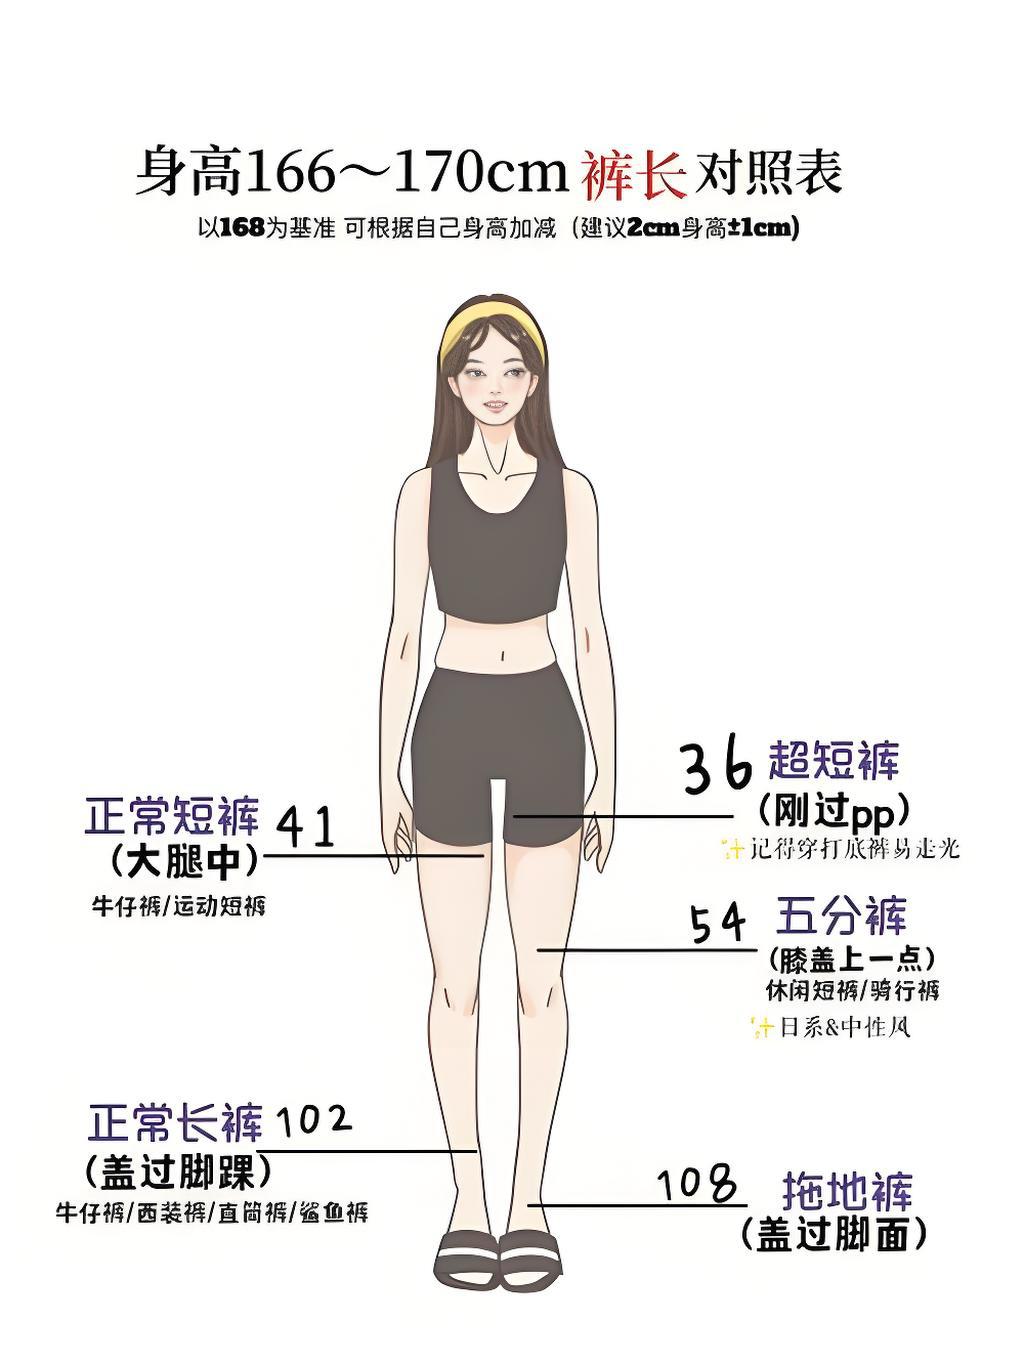 身高166～170cm裤长对照表
以168为基准 可根据自己身高加减（建议2cm身高±1cm)
36 超短裤
（刚过pp）
记得穿打底裤易走光
正常短裤 41
（大腿中）
牛仔裤/运动短裤
54 五分裤
（膝盖上一点）
休闲短裤/骑行裤
日系&中性风
正常长裤 102
（盖过脚踝）
牛仔裤/西装裤/直筒裤/鲨鱼裤
108 拖地裤
（盖过脚面）